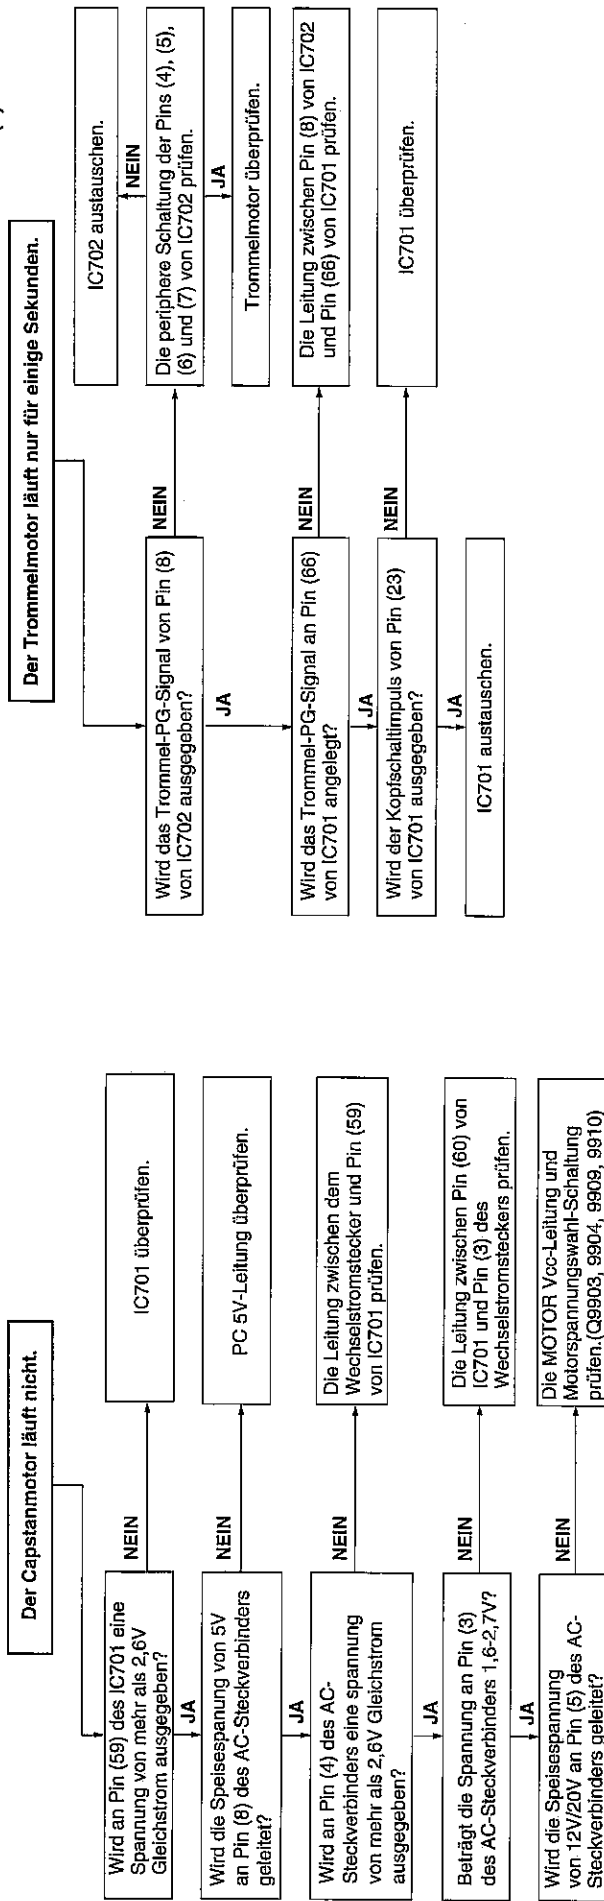 Der Capstanmotor läuft nicht.
Wird an Pin (59) des IC701 eine
Spannung von mehr als 2,6V
Gleichstrom ausgegeben?
NEIN
IC701 überprüfen.
JA
Wird die Speisespanung von 5V
an Pin (8) des AC-Steckverbinders
geleitet?
NEIN
PC 5V-Leitung überprüfen.
JA
Wird an Pin (4) des AC-
Steckverbinders eine spannung
von mehr als 2,6V Gleichstrom
ausgegeben?
NEIN
Die Leitung zwischen dem
Wechselstromstecker und Pin (59)
von IC701 prüfen.
JA
Beträgt die Spannung an Pin (3)
des AC-Steckverbinders 1,6-2,7V?
NEIN
Die Leitung zwischen Pin (60) von
IC701 und Pin (3) des
Wechselstromsteckers prüfen.
JA
Wird die Speisespannung
von 12V/20V an Pin (5) des AC-
Steckverbinders geleitet?
NEIN
Die MOTOR Vcc-Leitung und
Motorspannungswahl-Schaltung
prüfen.(Q9903, 9904, 9909, 9910)
Der Trommelmotor läuft nur für einige Sekunden.
Wird das Trommel-PG-Signal von Pin (8)
von IC702 ausgegeben?
NEIN
Die periphere Schaltung der Pins (4), (5),
(6) und (7) von IC702 prüfen.
NEIN
IC702 austauschen.
JA
Trommelmotor überprüfen.
JA
Wird das Trommel-PG-Signal an Pin (66)
von IC701 angelegt?
NEIN
Die Leitung zwischen Pin (8) von IC702
und Pin (66) von IC701 prüfen.
JA
Wird der Kopfschaltimpuls von Pin (23)
von IC701 ausgegeben?
NEIN
IC701 überprüfen.
JA
IC701 austauschen.